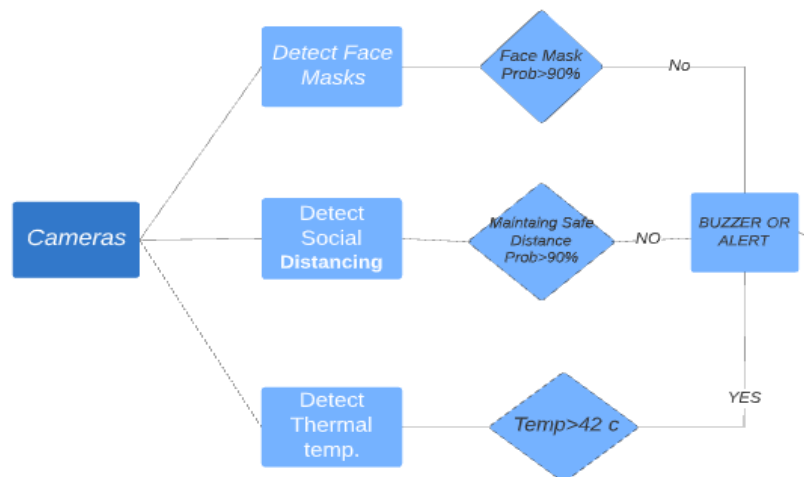 Detect Face
Masks
Face Mask
Prob>90%
No
Cameras
Detect
Social
Distancing
Maintaing Safe
Distance
Prob>90%
NO
BUZZER OR
ALERT
Detect
Thermal
temp.
Temp>42 c
YES